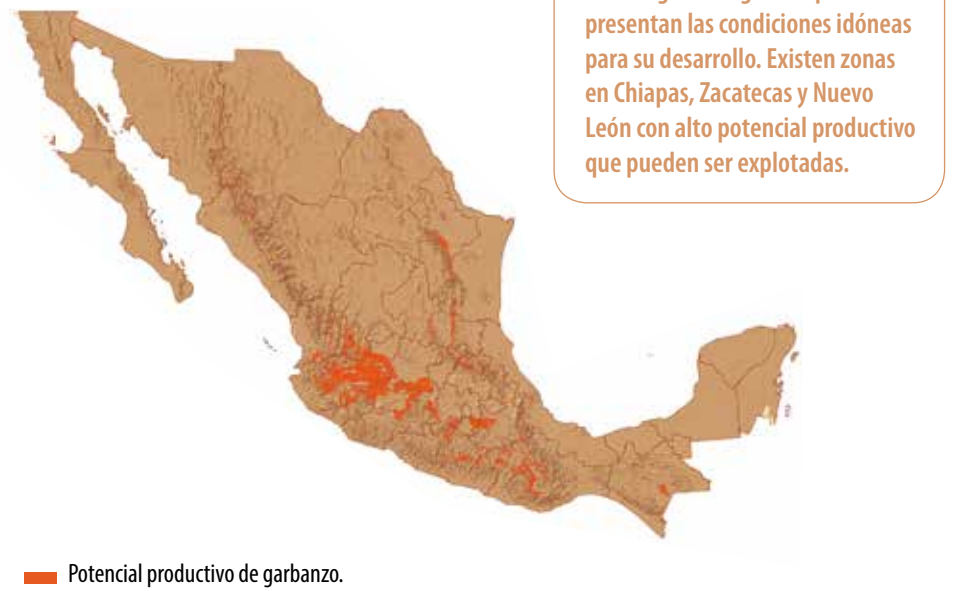 presentan las condiciones idóneas
para su desarrollo. Existen zonas
en Chiapas, Zacatecas y Nuevo
León con alto potencial productivo
que pueden ser explotadas.
Potencial productivo de garbanzo.